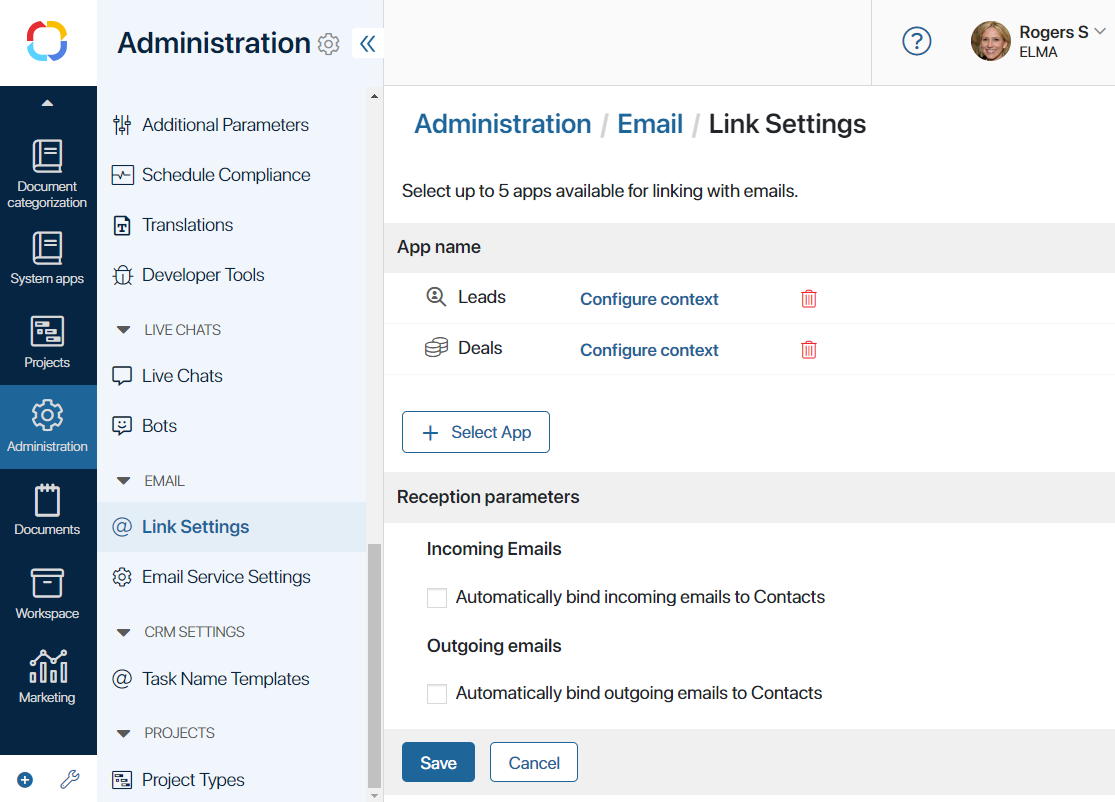 Administration
Rogers S
ELMA
Document
categorization
System apps
Projects
Administration
Documents
Workspace
Marketing
Additional Parameters
Schedule Compliance
Translations
Developer Tools
LIVE CHATS
Live Chats
Bots
EMAIL
@ Link Settings
Email Service Settings
CRM SETTINGS
@ Task Name Templates
PROJECTS
Project Types
Administration / Email / Link Settings
Select up to 5 apps available for linking with emails.
App name
Leads Configure context
Deals Configure context
+ Select App
Reception parameters
Incoming Emails
Automatically bind incoming emails to Contacts
Outgoing emails
Automatically bind outgoing emails to Contacts
Save Cancel